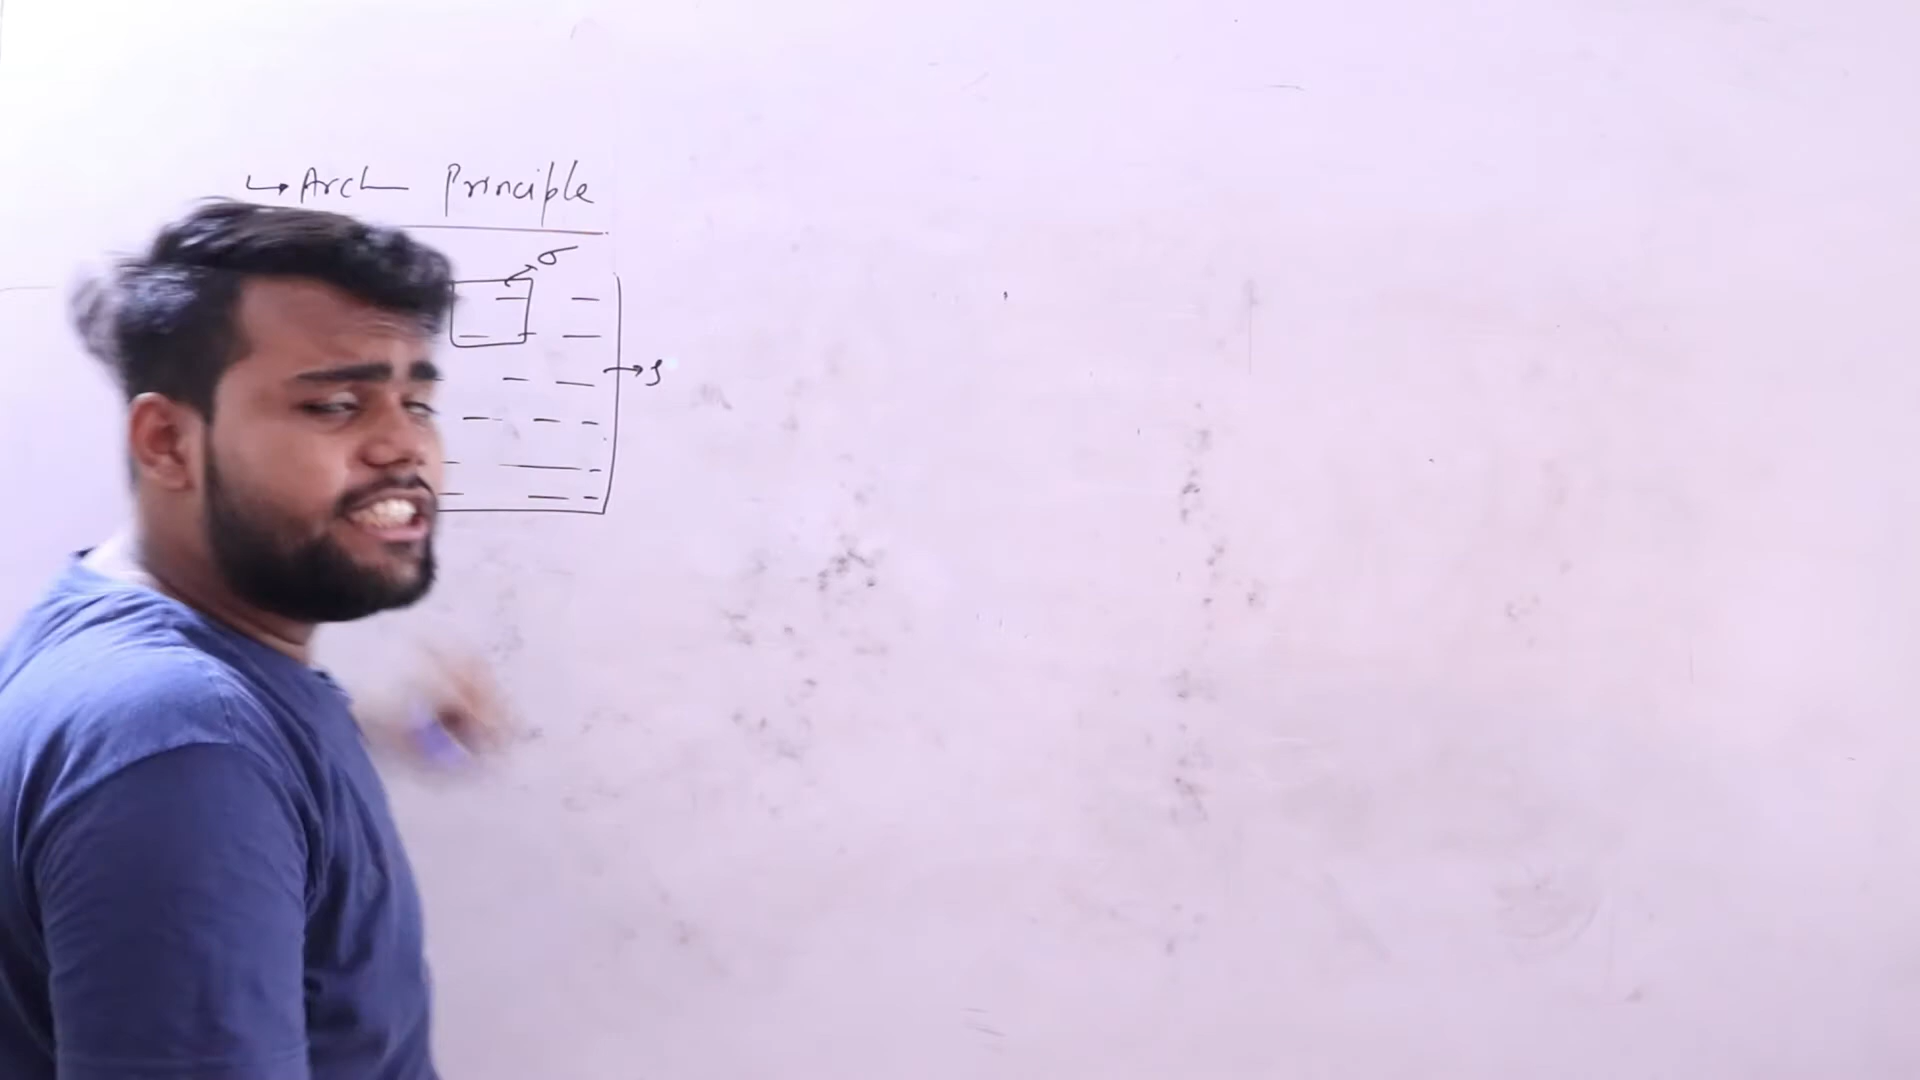 ↳ Arch Principle
σ
ρ